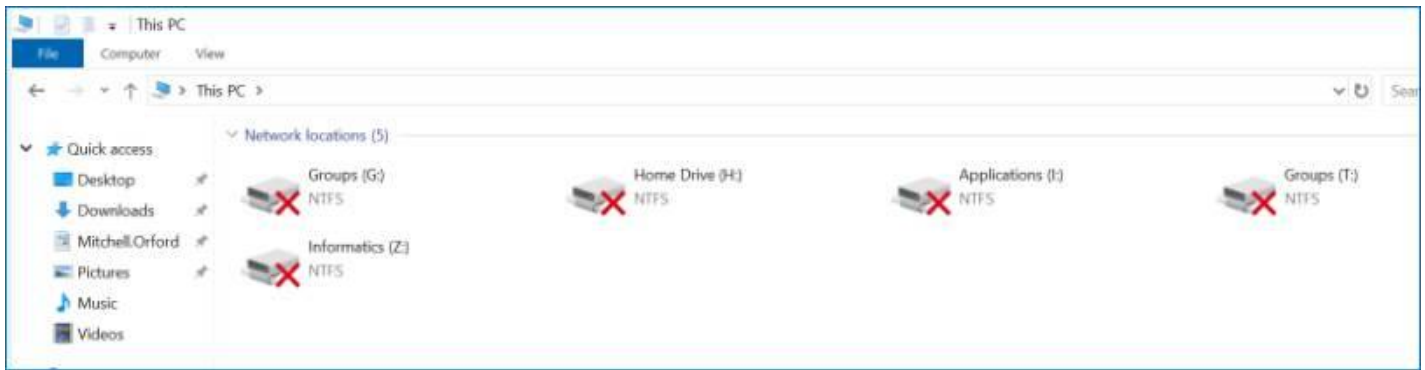 This PC
File Computer View
This PC
Quick access
Desktop
Downloads
Mitchell.Orford
Pictures
Music
Videos
Network locations (5)
Groups (G:) Home Drive (H:) Applications (I:) Groups (T:)
NTFS NTFS NTFS NTFS
Informatics (Z:)
NTFS